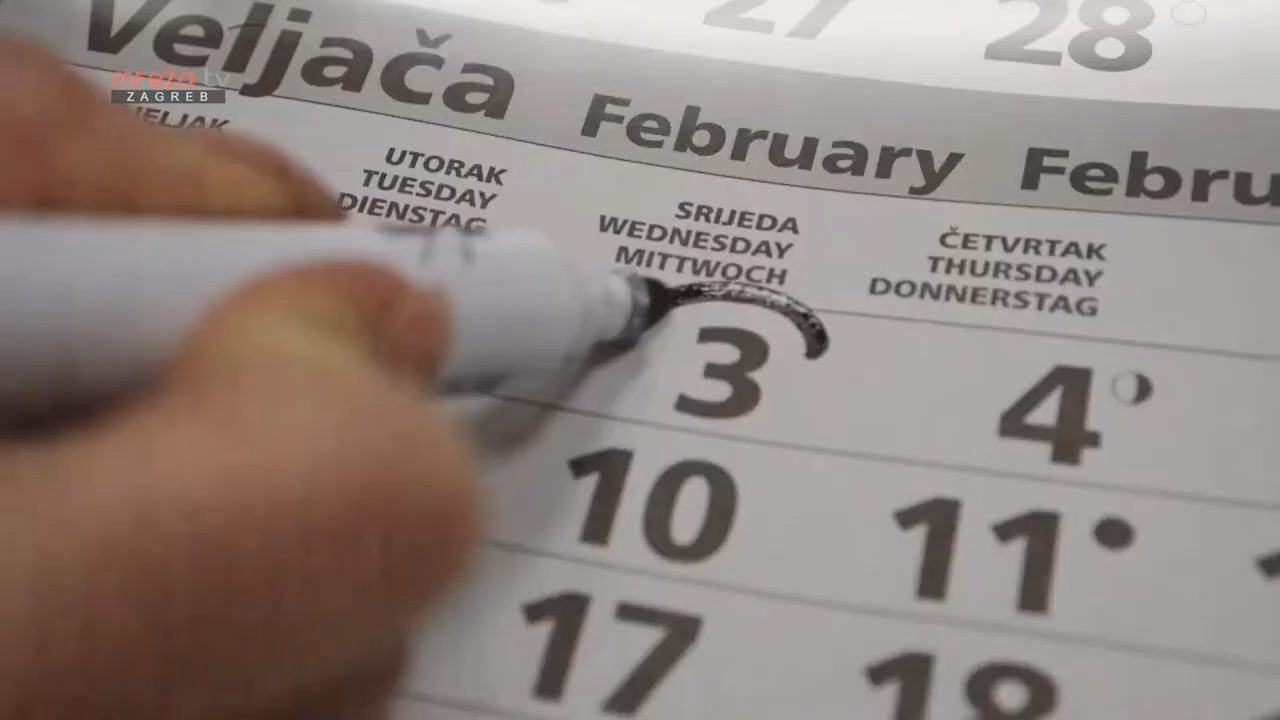 27 28
Veljača February Febru
mreža tv
ZAGREB
UTORAK
TUESDAY
DIENSTAG
SRIJEDA
WEDNESDAY
MITTWOCH
ČETVRTAK
THURSDAY
DONNERSTAG
3 4
10 11
17 18